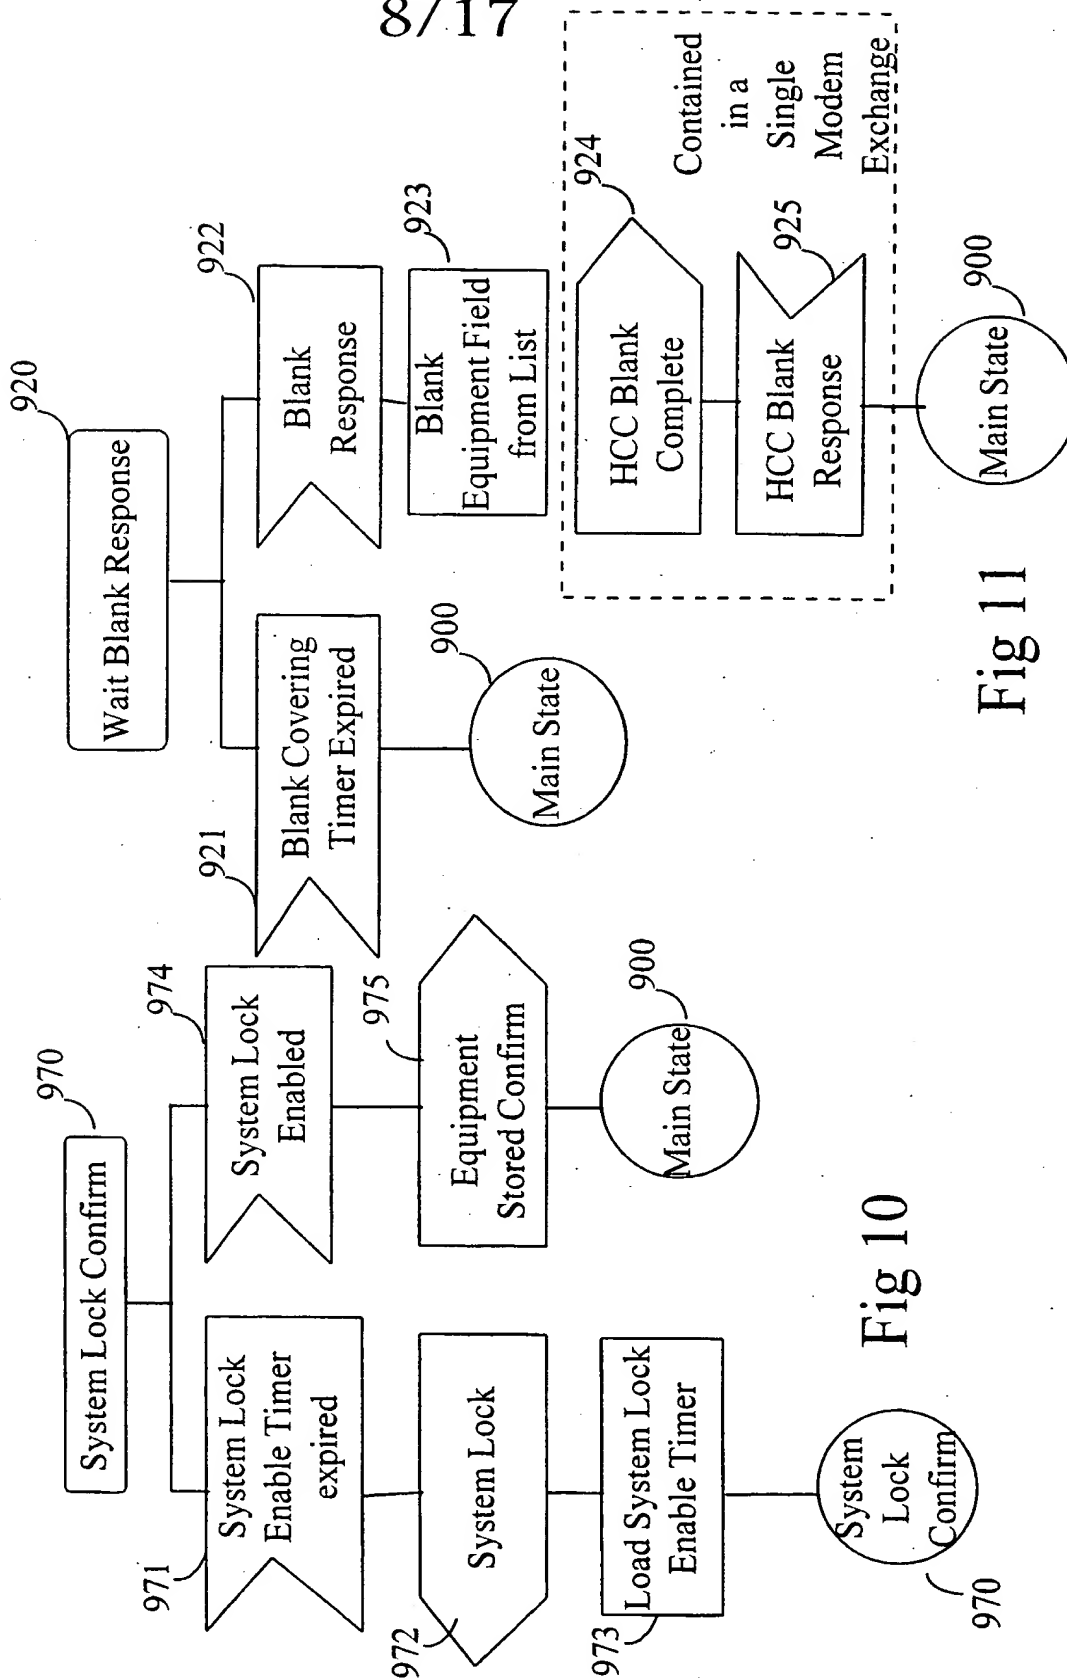 8/17
System Lock Confirm
970
971
System Lock
Enable Timer
expired
972
System Lock
973
Load System Lock
Enable Timer
System
Lock
Confirm
970
974
System Lock
Enabled
975
Equipment
Stored Confirm
Main State
900
Fig 10
Wait Blank Response
920
921
Blank Covering
Timer Expired
Main State
900
922
Blank
Response
923
Blank
Equipment Field
from List
924
HCC Blank
Complete
925
HCC Blank
Response
Contained
in a
Single
Modem
Exchange
Main State
900
Fig 11